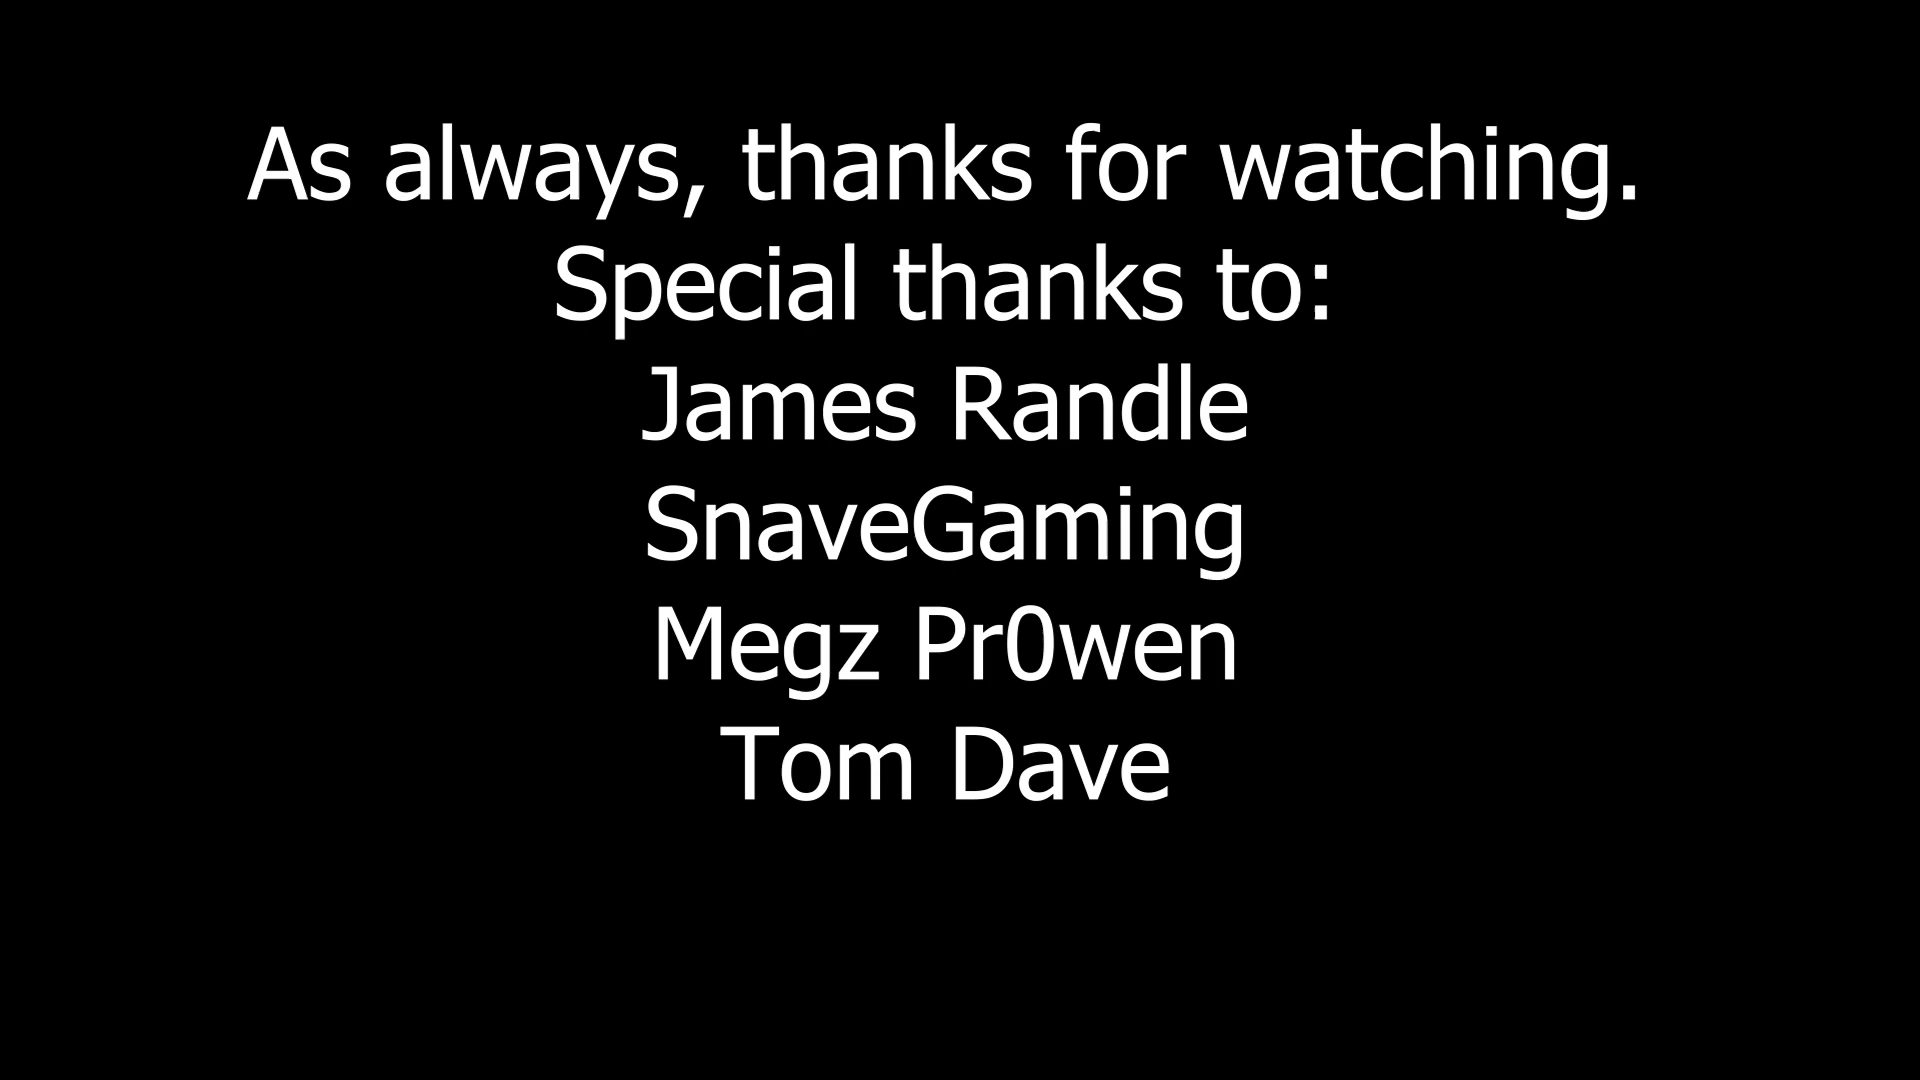 As always, thanks for watching.
Special thanks to:
James Randle
SnaveGaming
Megz Pr0wen
Tom Dave